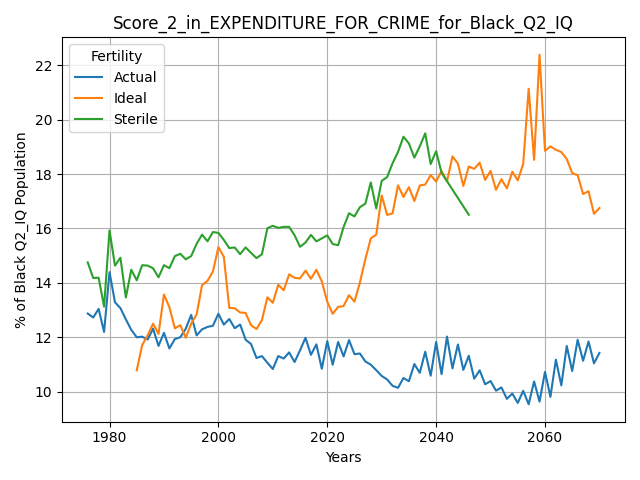 Score_2_in_EXPENDITURE_FOR_CRIME_for_Black_Q2_IQ
Fertility
Actual
Ideal
Sterile
% of Black Q2_IQ Population
22
20
18
16
14
12
10
1980
2000
2020
2040
2060
Years